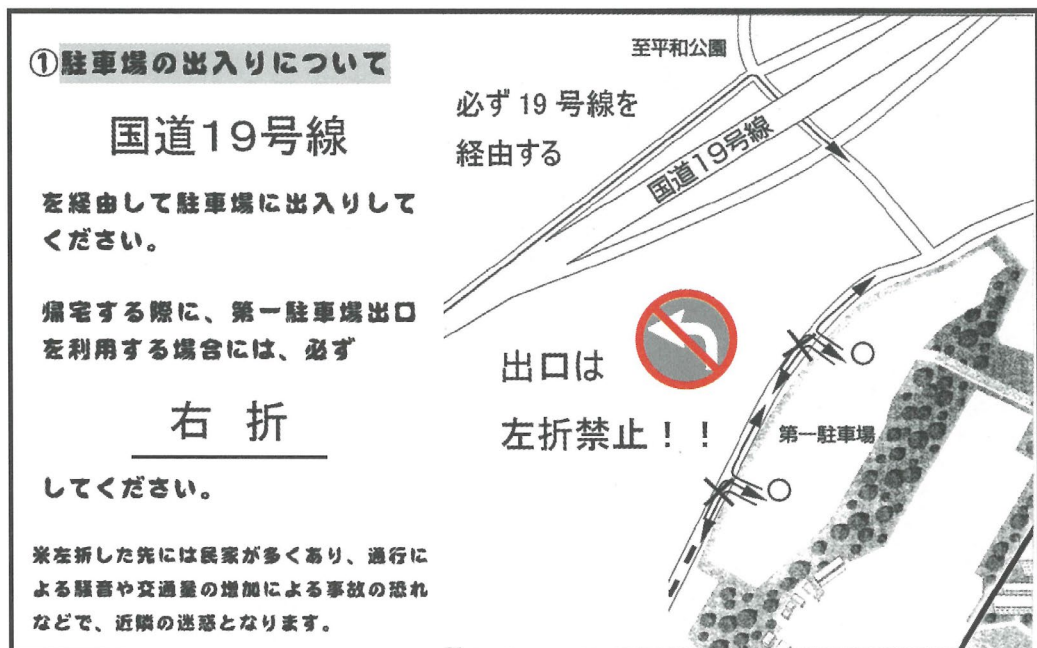 ①駐車場の出入りについて
国道19号線
を経由して駐車場に出入りして
ください。
帰宅する際に、第一駐車場出口
を利用する場合には、必ず
右 折
してください。
米左折した先には民家が多くあり、通行に
よる騒音や交通量の増加による事故の恐れ
などで、近隣の迷惑となります。
至平和公園
必ず 19 号線を
経由する
国道19号線
出口は
左折禁止！！
第一駐車場